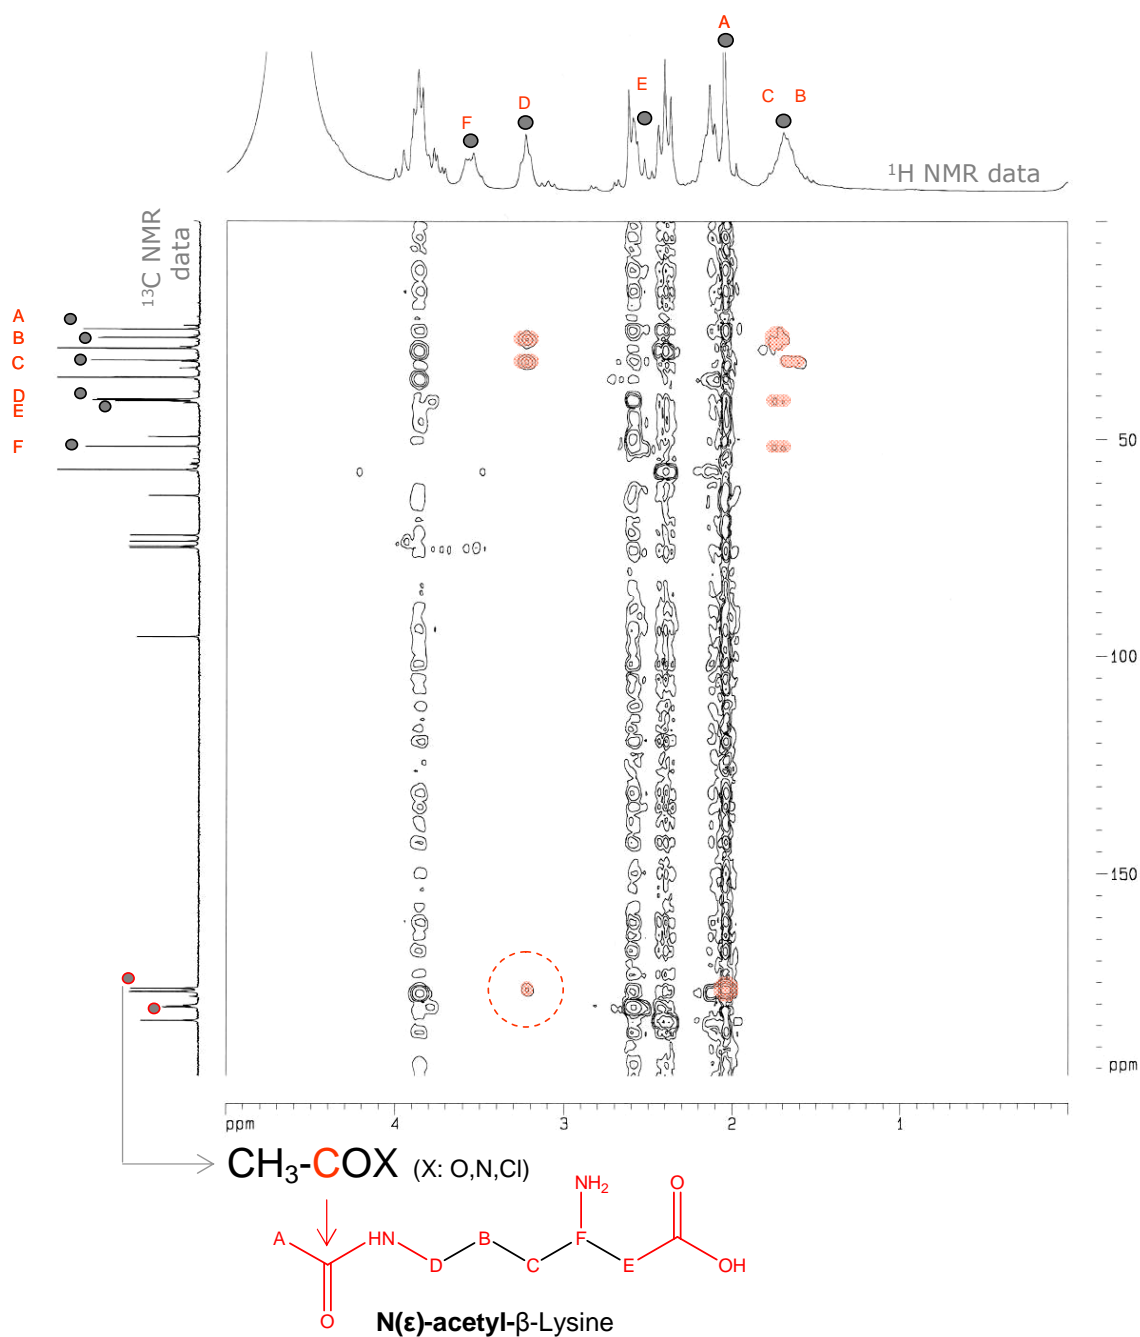 A
E
C B
D
F
¹H NMR data
¹³C NMR
data
A
B
C
D
E
F
50
100
150
ppm
ppm 4 3 2 1
CH₃-COX (X: O,N,Cl)
NH₂ O
A HN B F
D C E OH
O
N(ε)-acetyl-β-Lysine